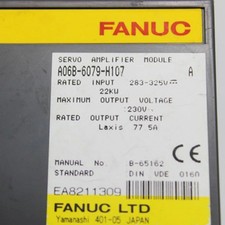 FANUC
SERVO AMPLIFIER MODULE
A06B-6079-H107 A
RATED INPUT 283-325V
22KW
MAXIMUM OUTPUT VOLTAGE
230V
RATED OUTPUT CURRENT
Laxis 77.5A
MANUAL No. B-65162
STANDARD DIN VDE 0160
EA8211309
FANUC LTD
Yamanashi 401-05 JAPAN